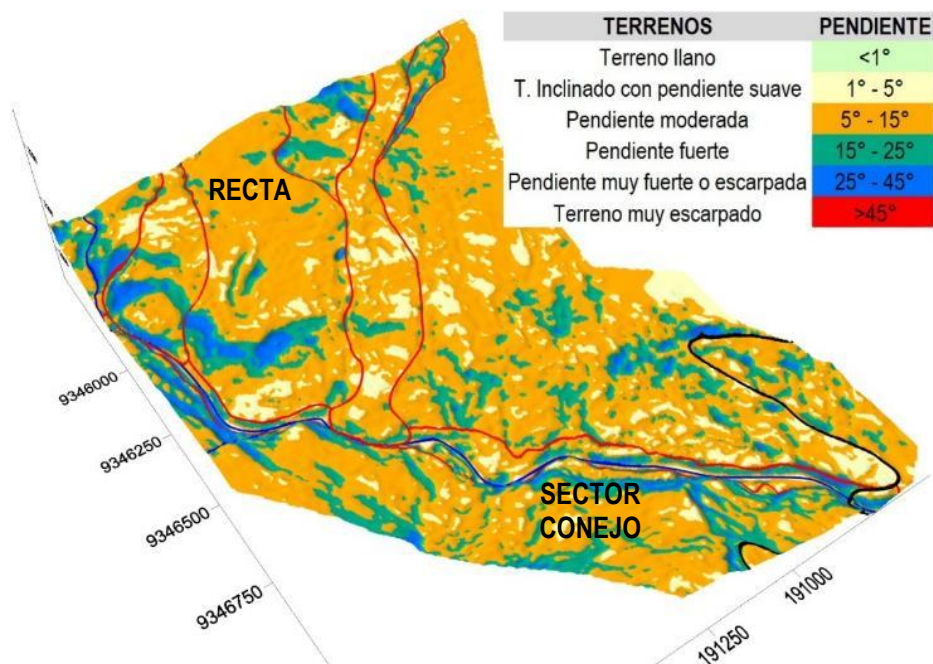 TERRENOS PENDIENTE
Terreno llano <1°
T. Inclinado con pendiente suave 1° - 5°
Pendiente moderada 5° - 15°
Pendiente fuerte 15° - 25°
Pendiente muy fuerte o escarpada 25° - 45°
Terreno muy escarpado >45°
RECTA
SECTOR
CONEJO
9346000
9346250
9346500
9346750
191000
191250